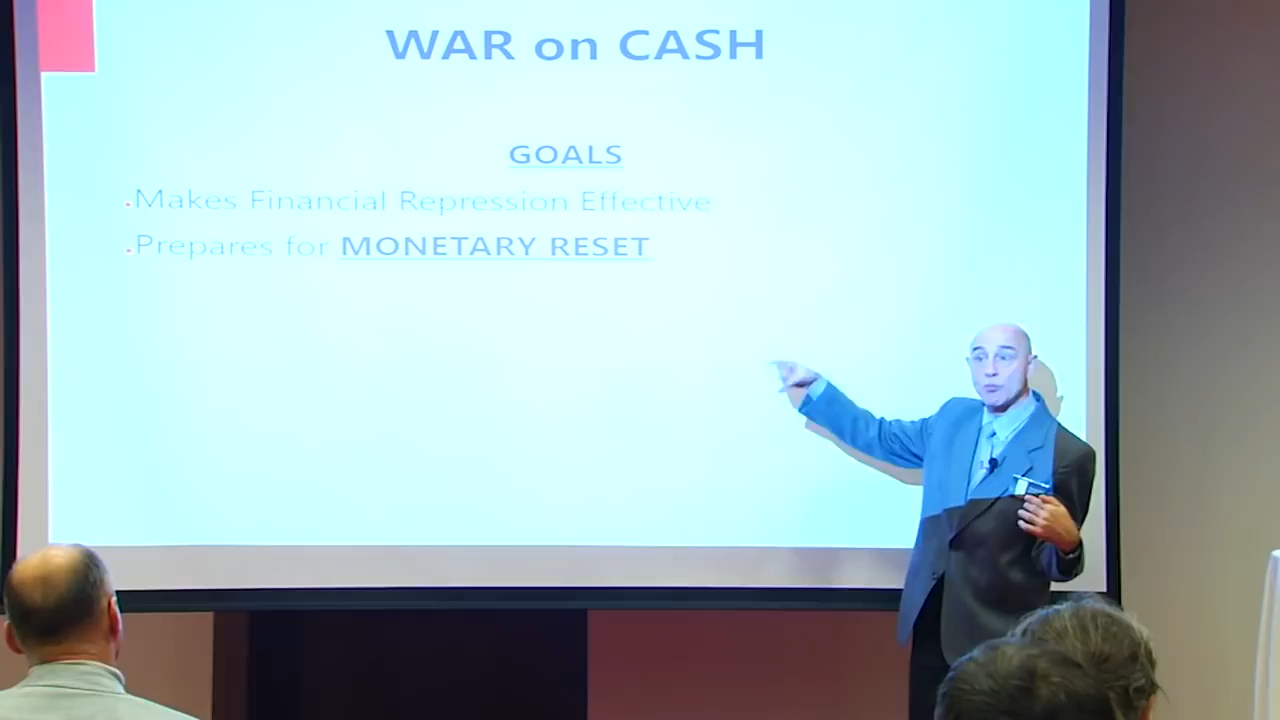 WAR on CASH
GOALS
.Makes Financial Repression Effective
.Prepares for MONETARY RESET